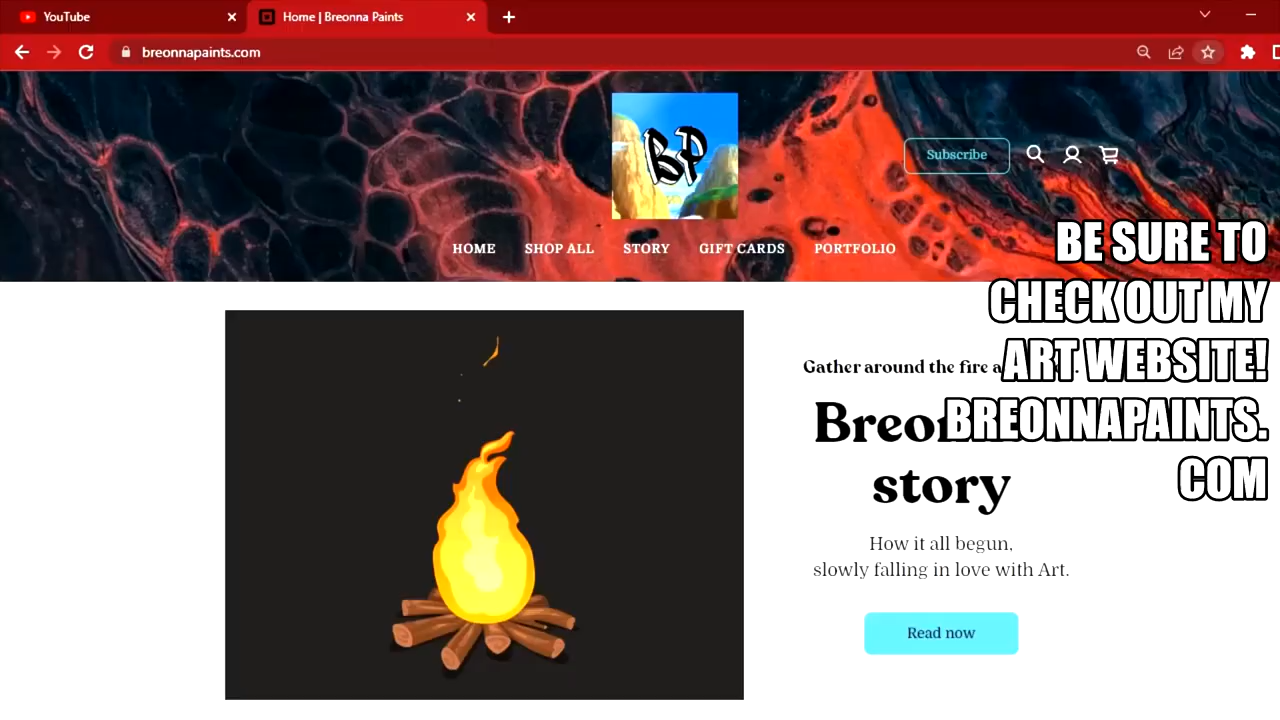 YouTube
Home | Breonna Paints
breonnapaints.com
BP
Subscribe
HOME SHOP ALL STORY GIFT CARDS PORTFOLIO
BE SURE TO
CHECK OUT MY
ART WEBSITE!
BREONNAPAINTS.
COM
Gather around the fire
story
How it all begun,
slowly falling in love with Art.
Read now